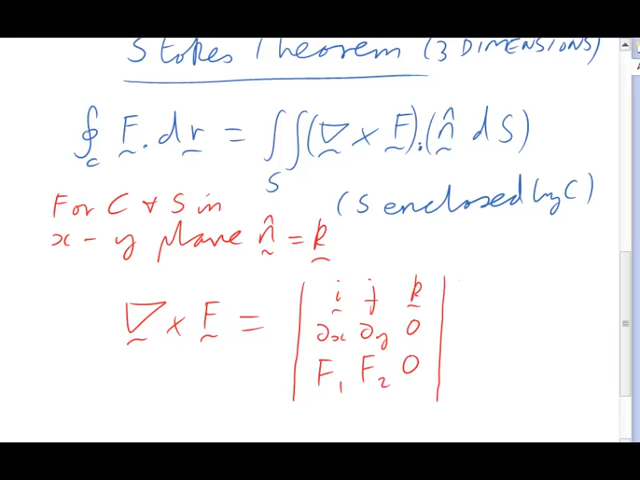 Stokes Theorem (3 DIMENSIONS)
∮c F̰ . dr̰ = ∬S (∇̰ x F̰) . (n̰̂ dS)
(S enclosed by C)
For C & S in
x - y plane n̰̂ = k̰
∇̰ x F̰ = | ḭ j̰ k̰ |
| ∂x ∂y 0 |
| F₁ F₂ 0 |